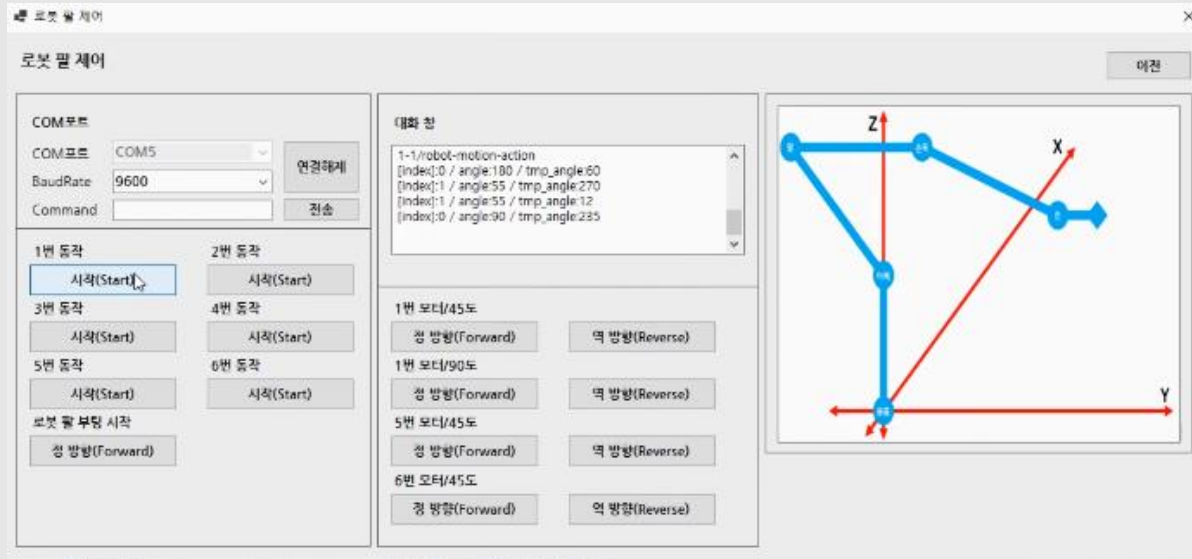 로봇 팔 제어
로봇 팔 제어
이전
COM포트
COM포트 COM5
연결해제
BaudRate 9600
Command 전송
1번 동작 2번 동작
시작(Start) 시작(Start)
3번 동작 4번 동작
시작(Start) 시작(Start)
5번 동작 6번 동작
시작(Start) 시작(Start)
로봇 팔 부팅 시작
정 방향(Forward)
대화 창
1-1/robot-motion-action
[index]:0 / angle:180 / tmp_angle:60
[index]:1 / angle:55 / tmp_angle:270
[index]:1 / angle:55 / tmp_angle:12
[index]:0 / angle:90 / tmp_angle:235
1번 모터/45도
정 방향(Forward) 역 방향(Reverse)
1번 모터/90도
정 방향(Forward) 역 방향(Reverse)
5번 모터/45도
정 방향(Forward) 역 방향(Reverse)
6번 모터/45도
정 방향(Forward) 역 방향(Reverse)
Z
X
손목
손
어깨
Y